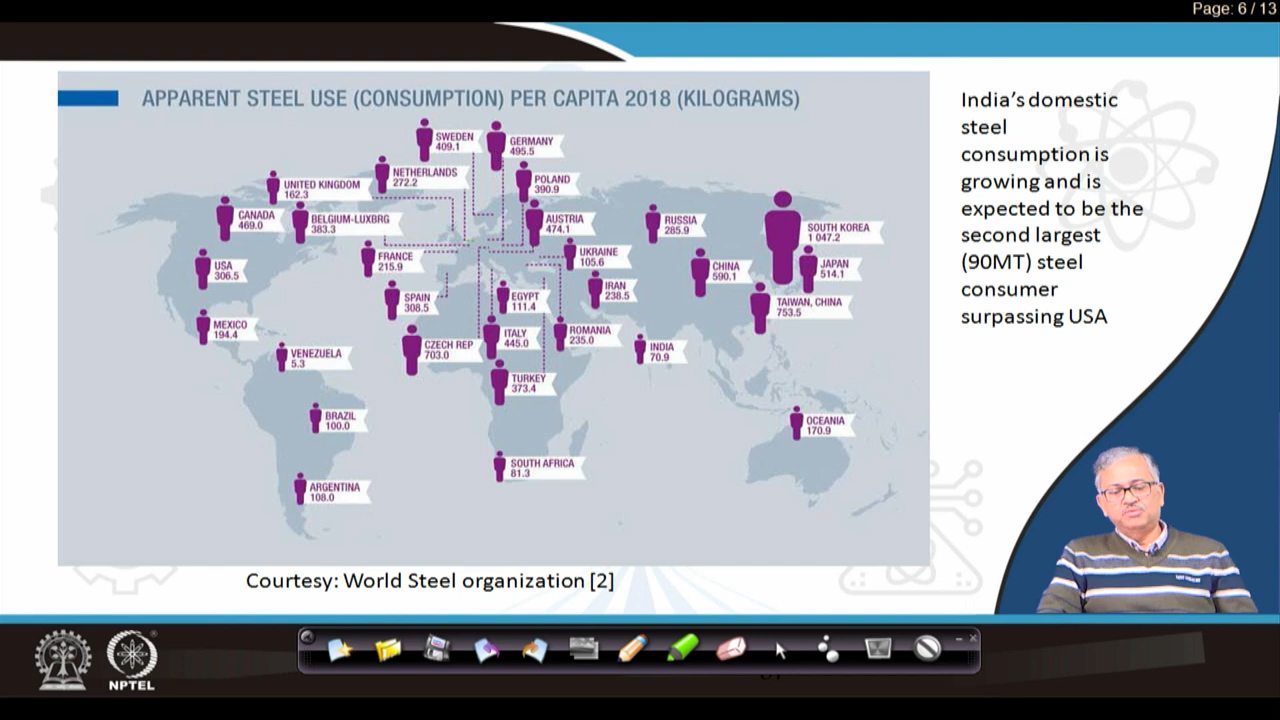 Page: 6 / 13
APPARENT STEEL USE (CONSUMPTION) PER CAPITA 2018 (KILOGRAMS)
SWEDEN
409.1
GERMANY
495.5
NETHERLANDS
272.2
POLAND
390.9
UNITED KINGDOM
162.3
CANADA
469.0
BELGIUM-LUXBRG
383.3
AUSTRIA
474.1
RUSSIA
285.9
SOUTH KOREA
1 047.2
FRANCE
215.9
UKRAINE
105.6
USA
306.5
CHINA
590.1
JAPAN
514.1
SPAIN
308.5
EGYPT
111.4
IRAN
238.5
TAIWAN, CHINA
753.5
MEXICO
194.4
ITALY
445.0
ROMANIA
235.0
CZECH REP
703.0
INDIA
70.9
VENEZUELA
5.3
TURKEY
373.4
BRAZIL
100.0
OCEANIA
170.9
SOUTH AFRICA
81.3
ARGENTINA
108.0
India's domestic
steel
consumption is
growing and is
expected to be the
second largest
(90MT) steel
consumer
surpassing USA
Courtesy: World Steel organization [2]
NPTEL